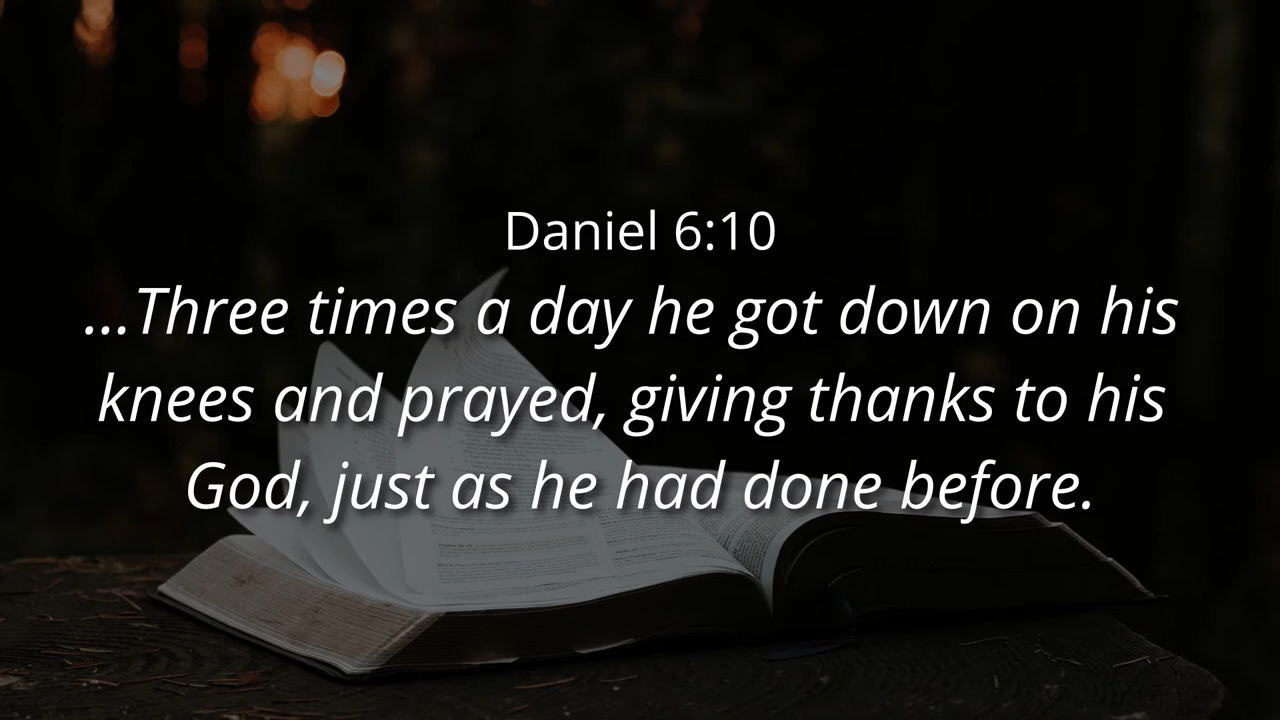 Daniel 6:10
...Three times a day he got down on his
knees and prayed, giving thanks to his
God, just as he had done before.